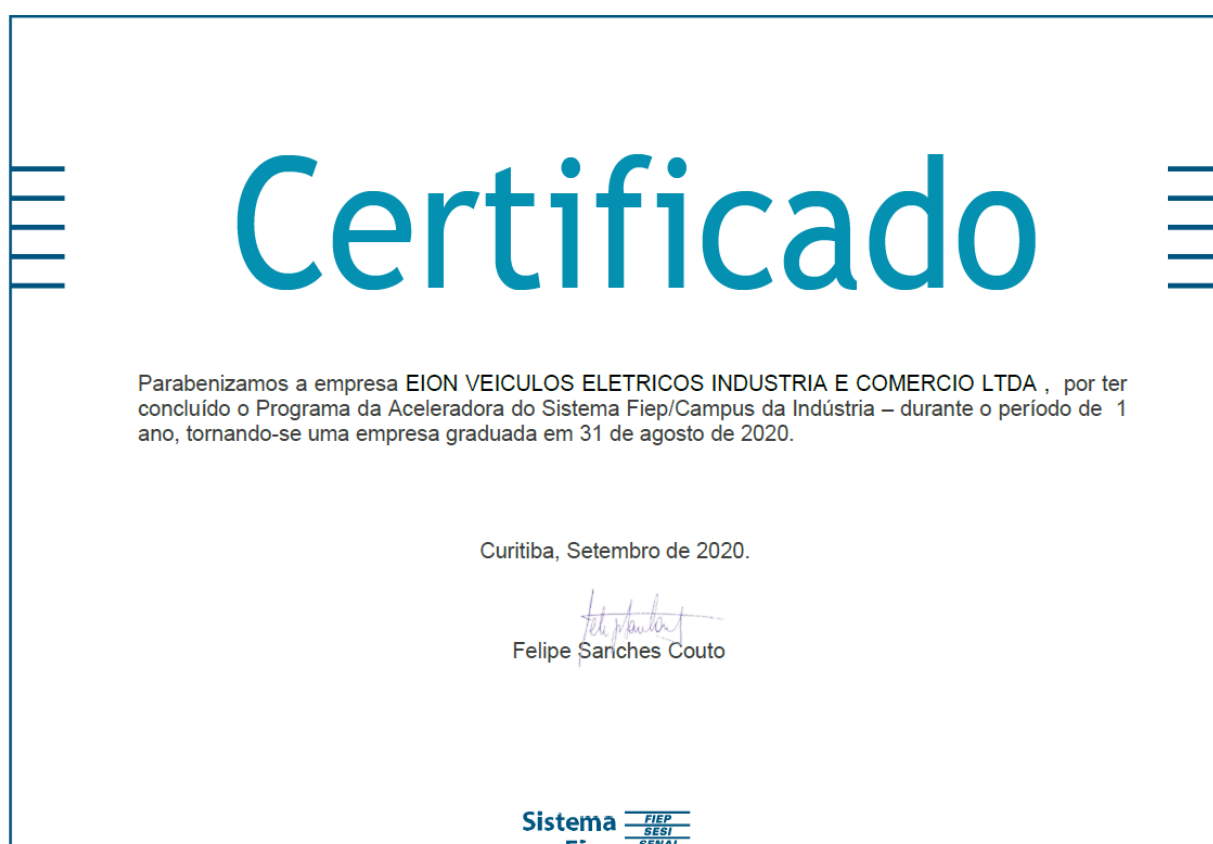 Certificado
Parabenizamos a empresa EION VEICULOS ELETRICOS INDUSTRIA E COMERCIO LTDA , por ter
concluído o Programa da Aceleradora do Sistema Fiep/Campus da Indústria – durante o período de 1
ano, tornando-se uma empresa graduada em 31 de agosto de 2020.
Curitiba, Setembro de 2020.
Felipe Sanches Couto
Sistema FIEP
SESI
Fiep SENAI